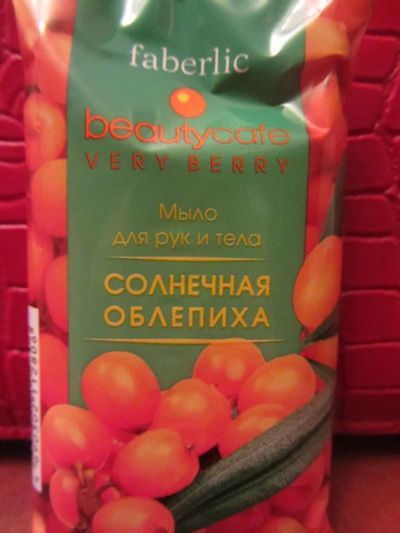 faberlic
beautycafe
VERY BERRY
Мыло
для рук и тела
СОЛНЕЧНАЯ
ОБЛЕПИХА